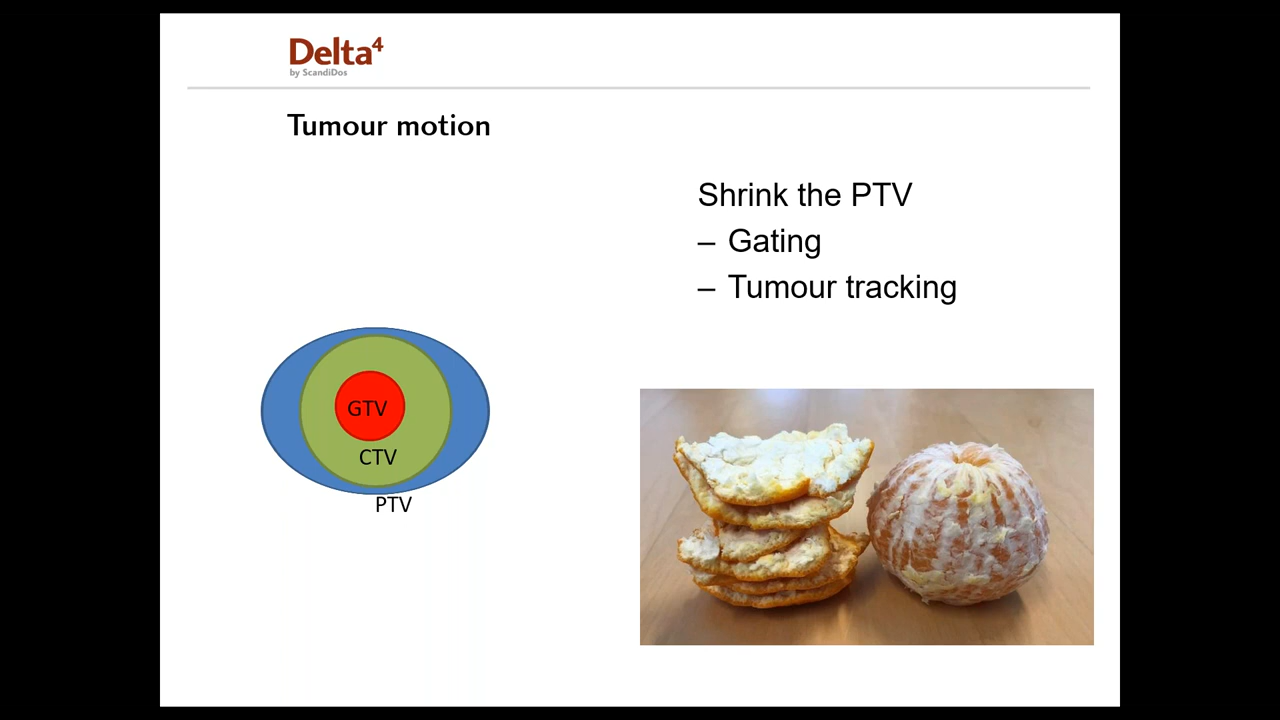 Delta⁴
by ScandiDos
Tumour motion
Shrink the PTV
– Gating
– Tumour tracking
GTV
CTV
PTV